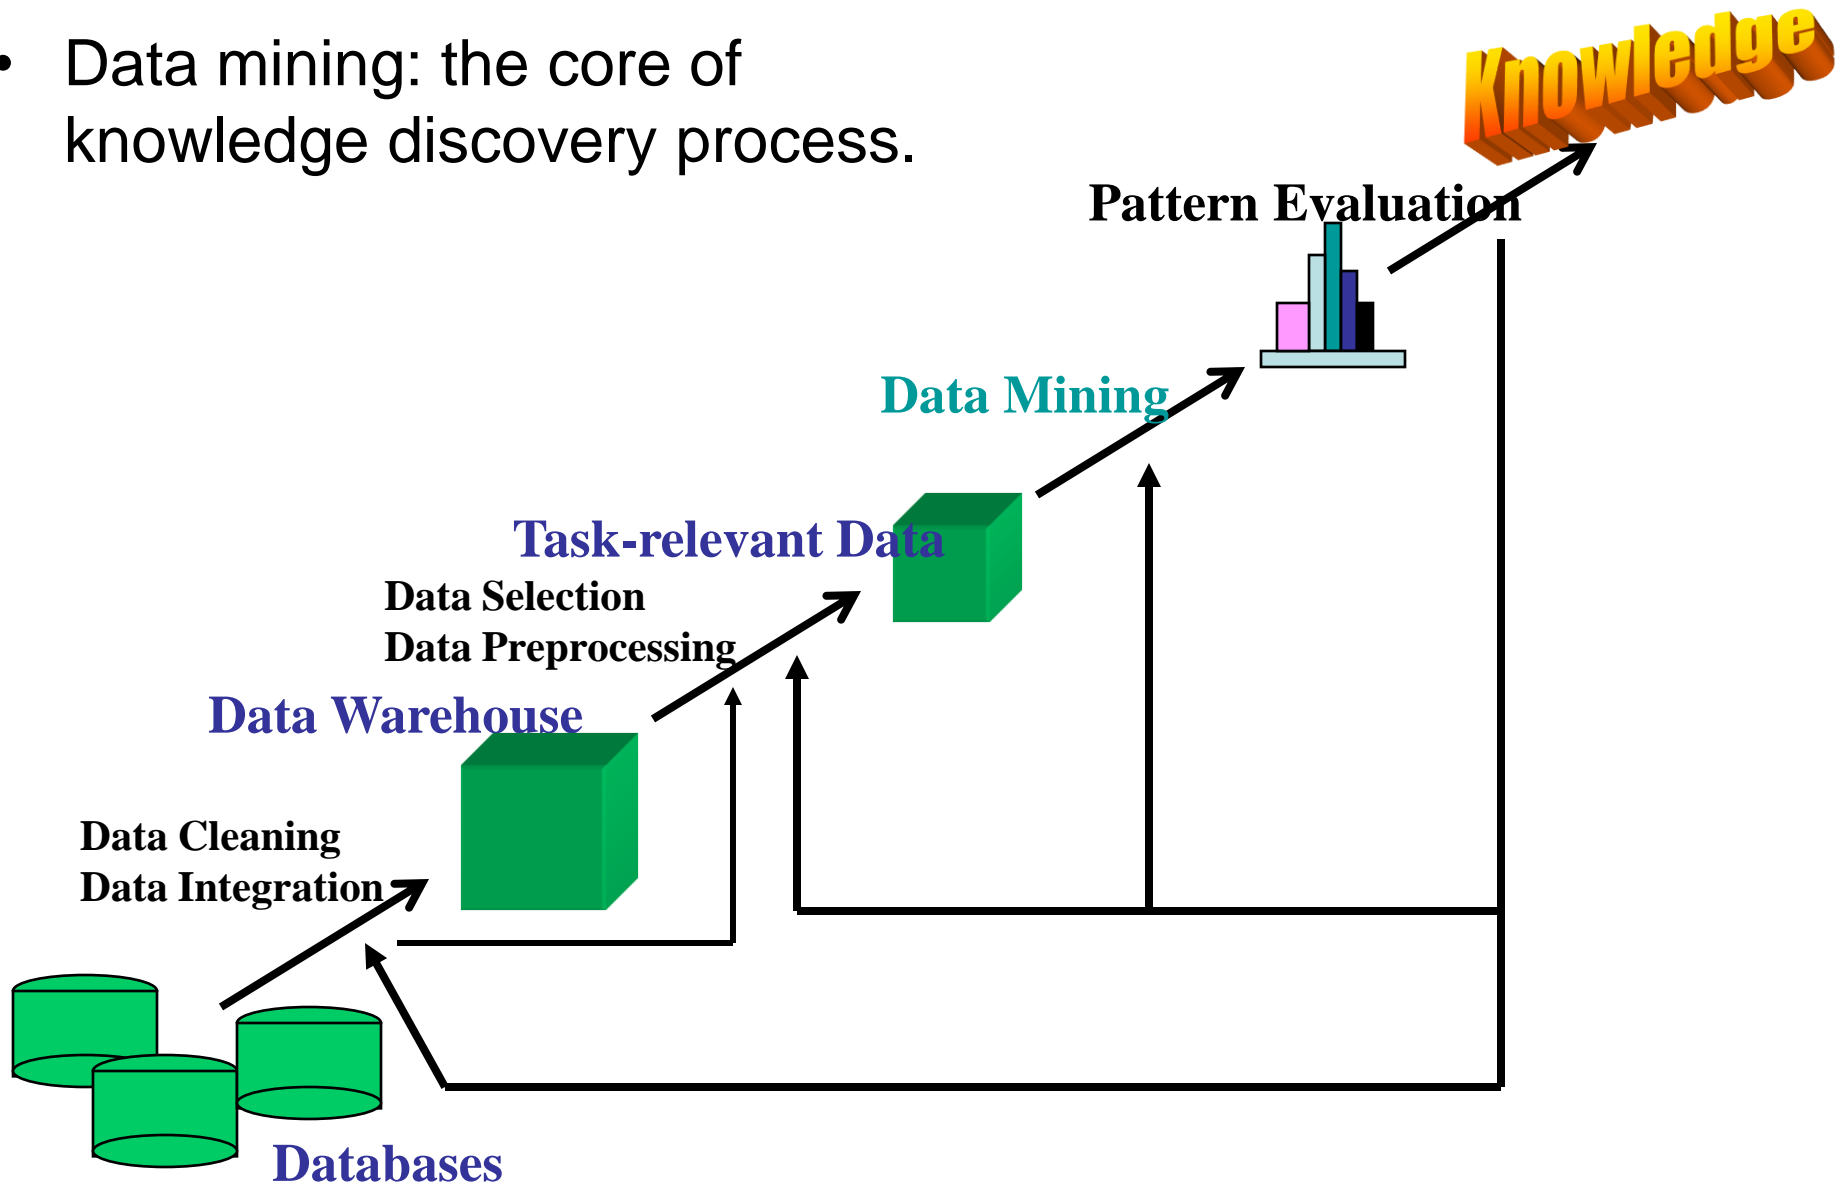 • Data mining: the core of
knowledge discovery process.
Knowledge
Pattern Evaluation
Data Mining
Task-relevant Data
Data Selection
Data Preprocessing
Data Warehouse
Data Cleaning
Data Integration
Databases